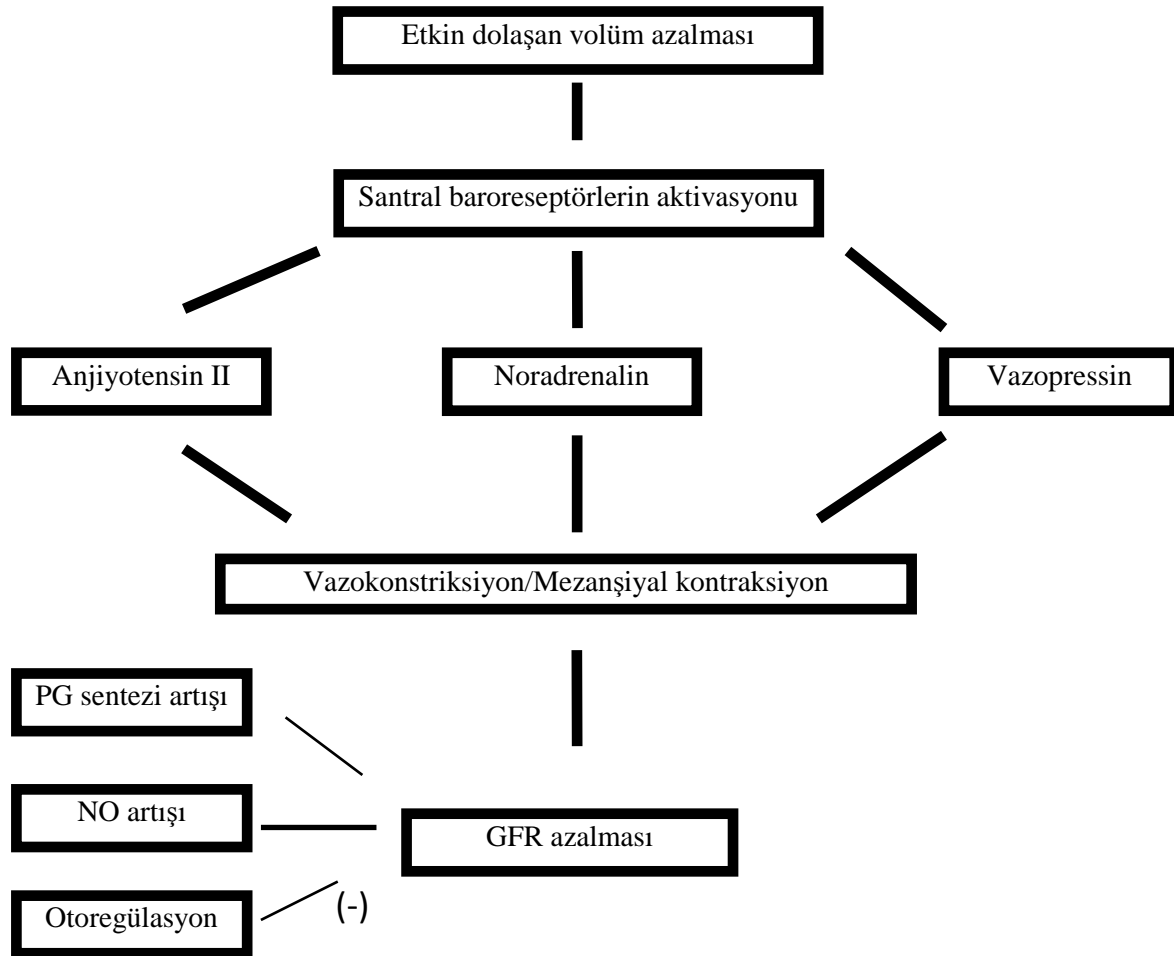 Etkin dolaşan volüm azalması
Santral baroreseptörlerin aktivasyonu
Anjiyotensin II
Noradrenalin
Vazopressin
Vazokonstriksiyon/Mezanşiyal kontraksiyon
PG sentezi artışı
NO artışı
GFR azalması
Otoregülasyon
(-)